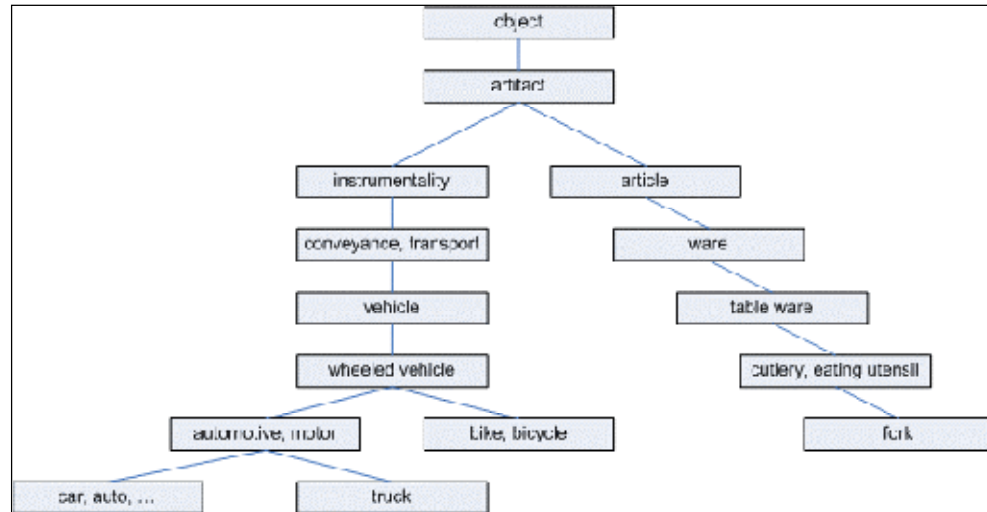 object
artifact
instrumentality
article
conveyance, transport
ware
vehicle
table ware
wheeled vehicle
cutlery, eating utensil
automotive, motor
bike, bicycle
fork
car, auto, ...
truck